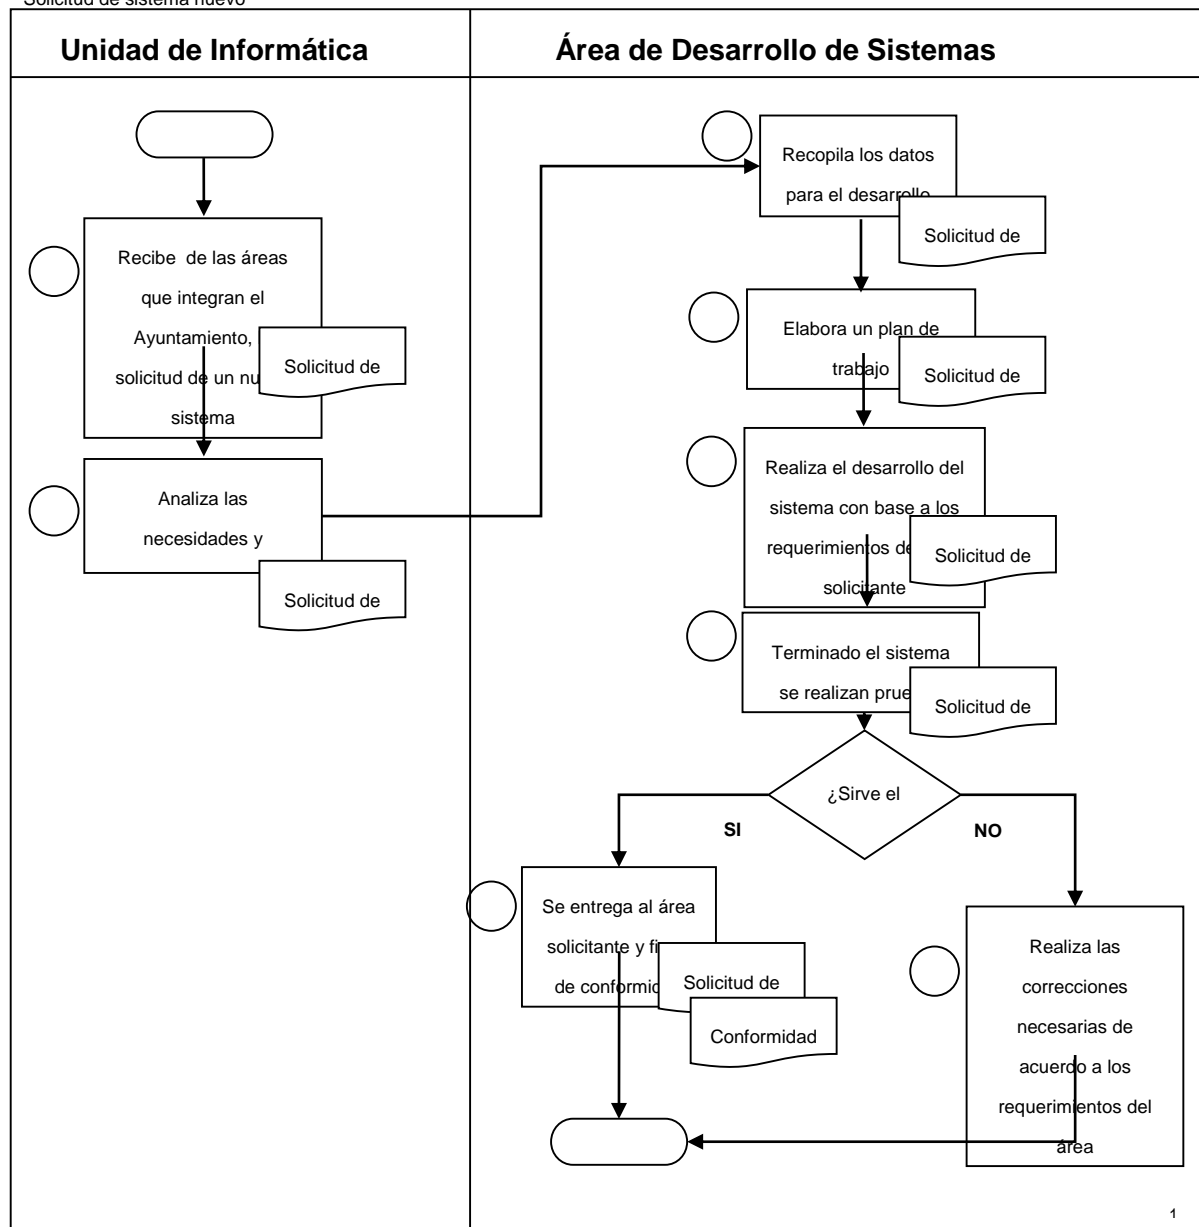 Solicitud de sistema nuevo
Unidad de Informática
Área de Desarrollo de Sistemas
Recibe de las áreas
que integran el
Ayuntamiento,
solicitud de un nu
sistema
Solicitud de
Analiza las
necesidades y
Solicitud de
Recopila los datos
para el desarrollo
Solicitud de
Elabora un plan de
trabajo
Solicitud de
Realiza el desarrollo del
sistema con base a los
requerimientos de
solicitante
Solicitud de
Terminado el sistema
se realizan prue
Solicitud de
¿Sirve el
SI
NO
Se entrega al área
solicitante y fi
de conformid
Solicitud de
Conformidad
Realiza las
correcciones
necesarias de
acuerdo a los
requerimientos del
área
1